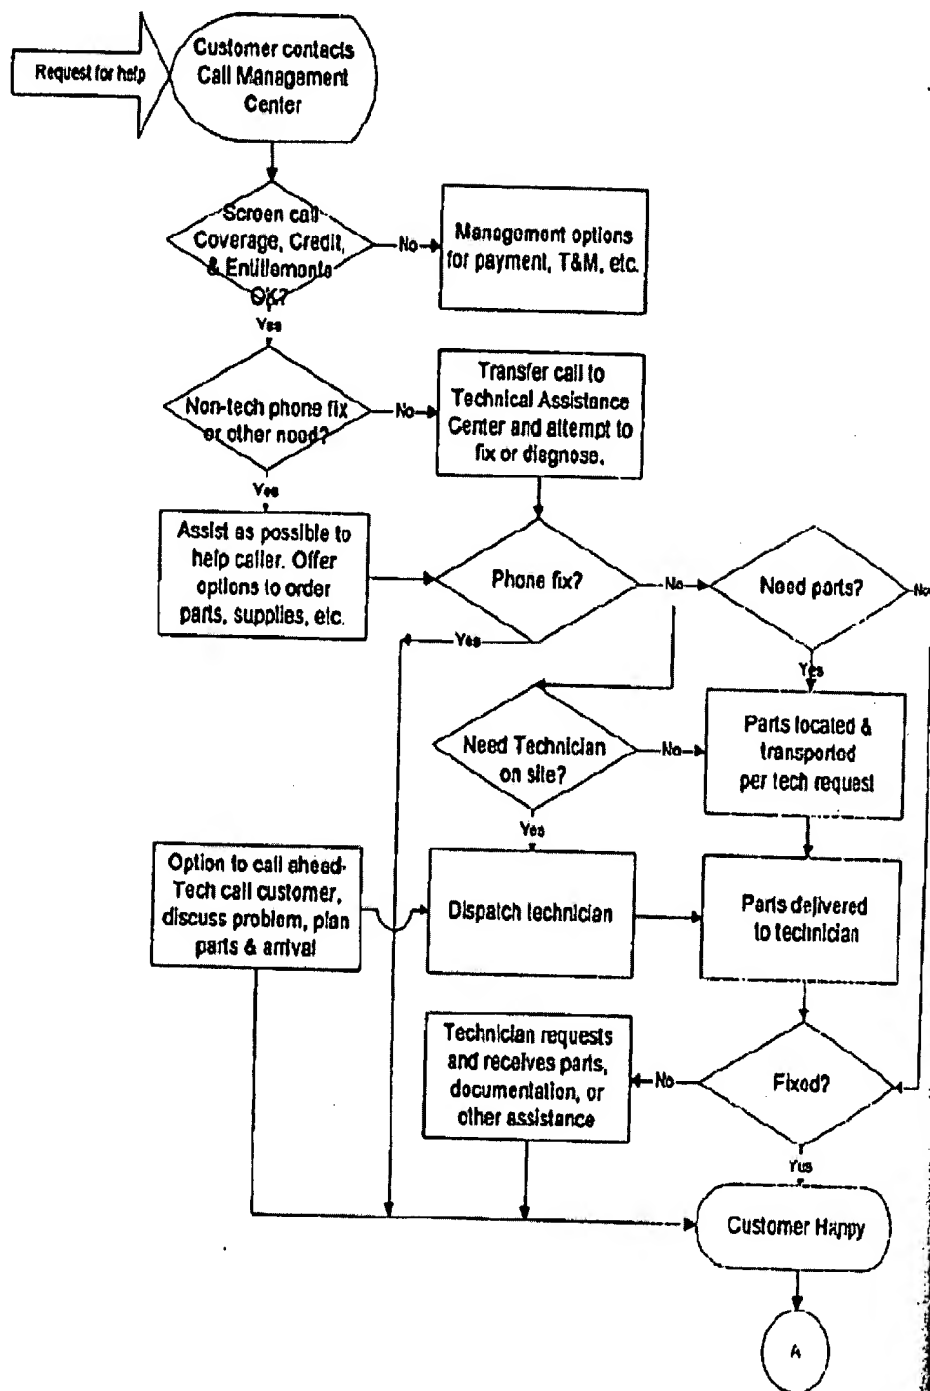 Request for help
Customer contacts
Call Management
Center
Screen call
Coverage, Credit,
& Entitlements
OK?
No
Management options
for payment, T&M, etc.
Yes
Non-tech phone fix
or other need?
No
Transfer call to
Technical Assistance
Center and attempt to
fix or diagnose.
Yes
Assist as possible to
help caller. Offer
options to order
parts, supplies, etc.
Phone fix?
No
Need parts?
No
Yes
Yes
Need Technician
on site?
No
Parts located &
transported
per tech request
Yes
Option to call ahead-
Tech call customer,
discuss problem, plan
parts & arrival
Dispatch technician
Parts delivered
to technician
Technician requests
and receives parts,
documentation, or
other assistance
No
Fixed?
Yes
Customer Happy
A